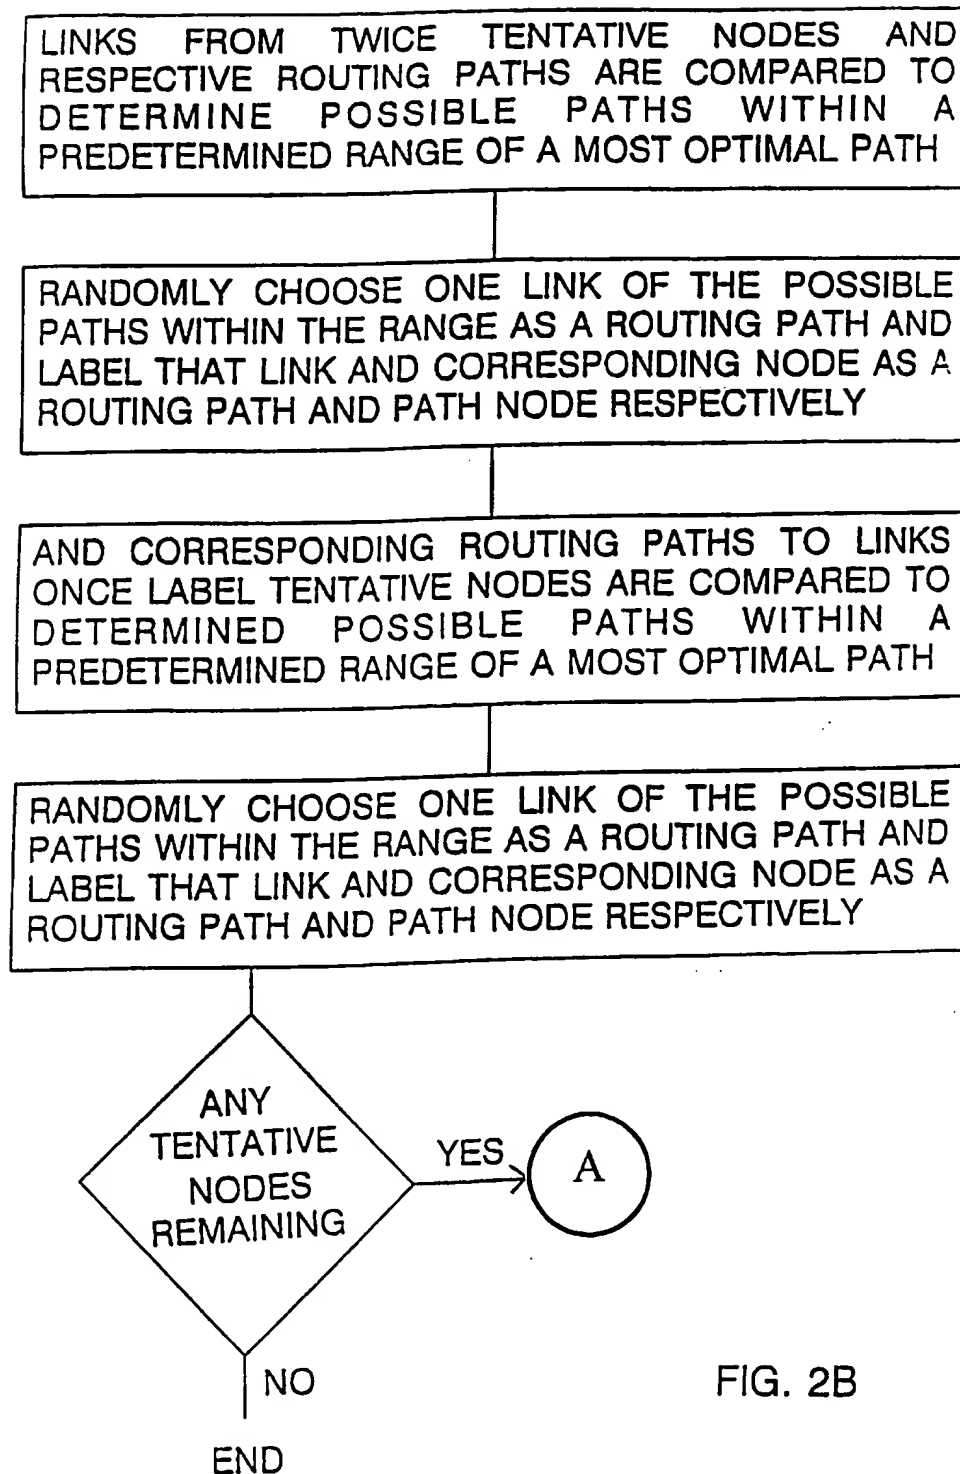 LINKS FROM TWICE TENTATIVE NODES AND
RESPECTIVE ROUTING PATHS ARE COMPARED TO
DETERMINE POSSIBLE PATHS WITHIN A
PREDETERMINED RANGE OF A MOST OPTIMAL PATH
RANDOMLY CHOOSE ONE LINK OF THE POSSIBLE
PATHS WITHIN THE RANGE AS A ROUTING PATH AND
LABEL THAT LINK AND CORRESPONDING NODE AS A
ROUTING PATH AND PATH NODE RESPECTIVELY
AND CORRESPONDING ROUTING PATHS TO LINKS
ONCE LABEL TENTATIVE NODES ARE COMPARED TO
DETERMINED POSSIBLE PATHS WITHIN A
PREDETERMINED RANGE OF A MOST OPTIMAL PATH
RANDOMLY CHOOSE ONE LINK OF THE POSSIBLE
PATHS WITHIN THE RANGE AS A ROUTING PATH AND
LABEL THAT LINK AND CORRESPONDING NODE AS A
ROUTING PATH AND PATH NODE RESPECTIVELY
ANY
TENTATIVE
NODES
REMAINING
YES
A
NO
END
FIG. 2B